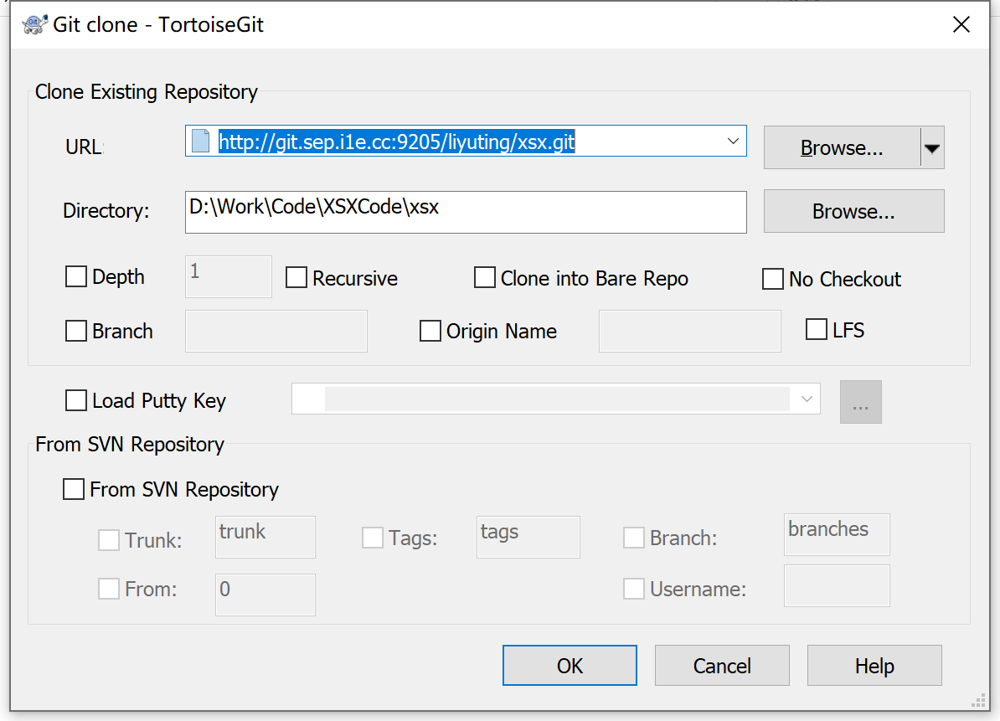 Git clone - TortoiseGit
Clone Existing Repository
URL:
http://git.sep.i1e.cc:9205/liyuting/xsx.git
Browse...
Directory:
D:\Work\Code\XSXCode\xsx
Browse...
Depth
1
Recursive
Clone into Bare Repo
No Checkout
Branch
Origin Name
LFS
Load Putty Key
...
From SVN Repository
From SVN Repository
Trunk:
trunk
Tags:
tags
Branch:
branches
From:
0
Username:
OK
Cancel
Help